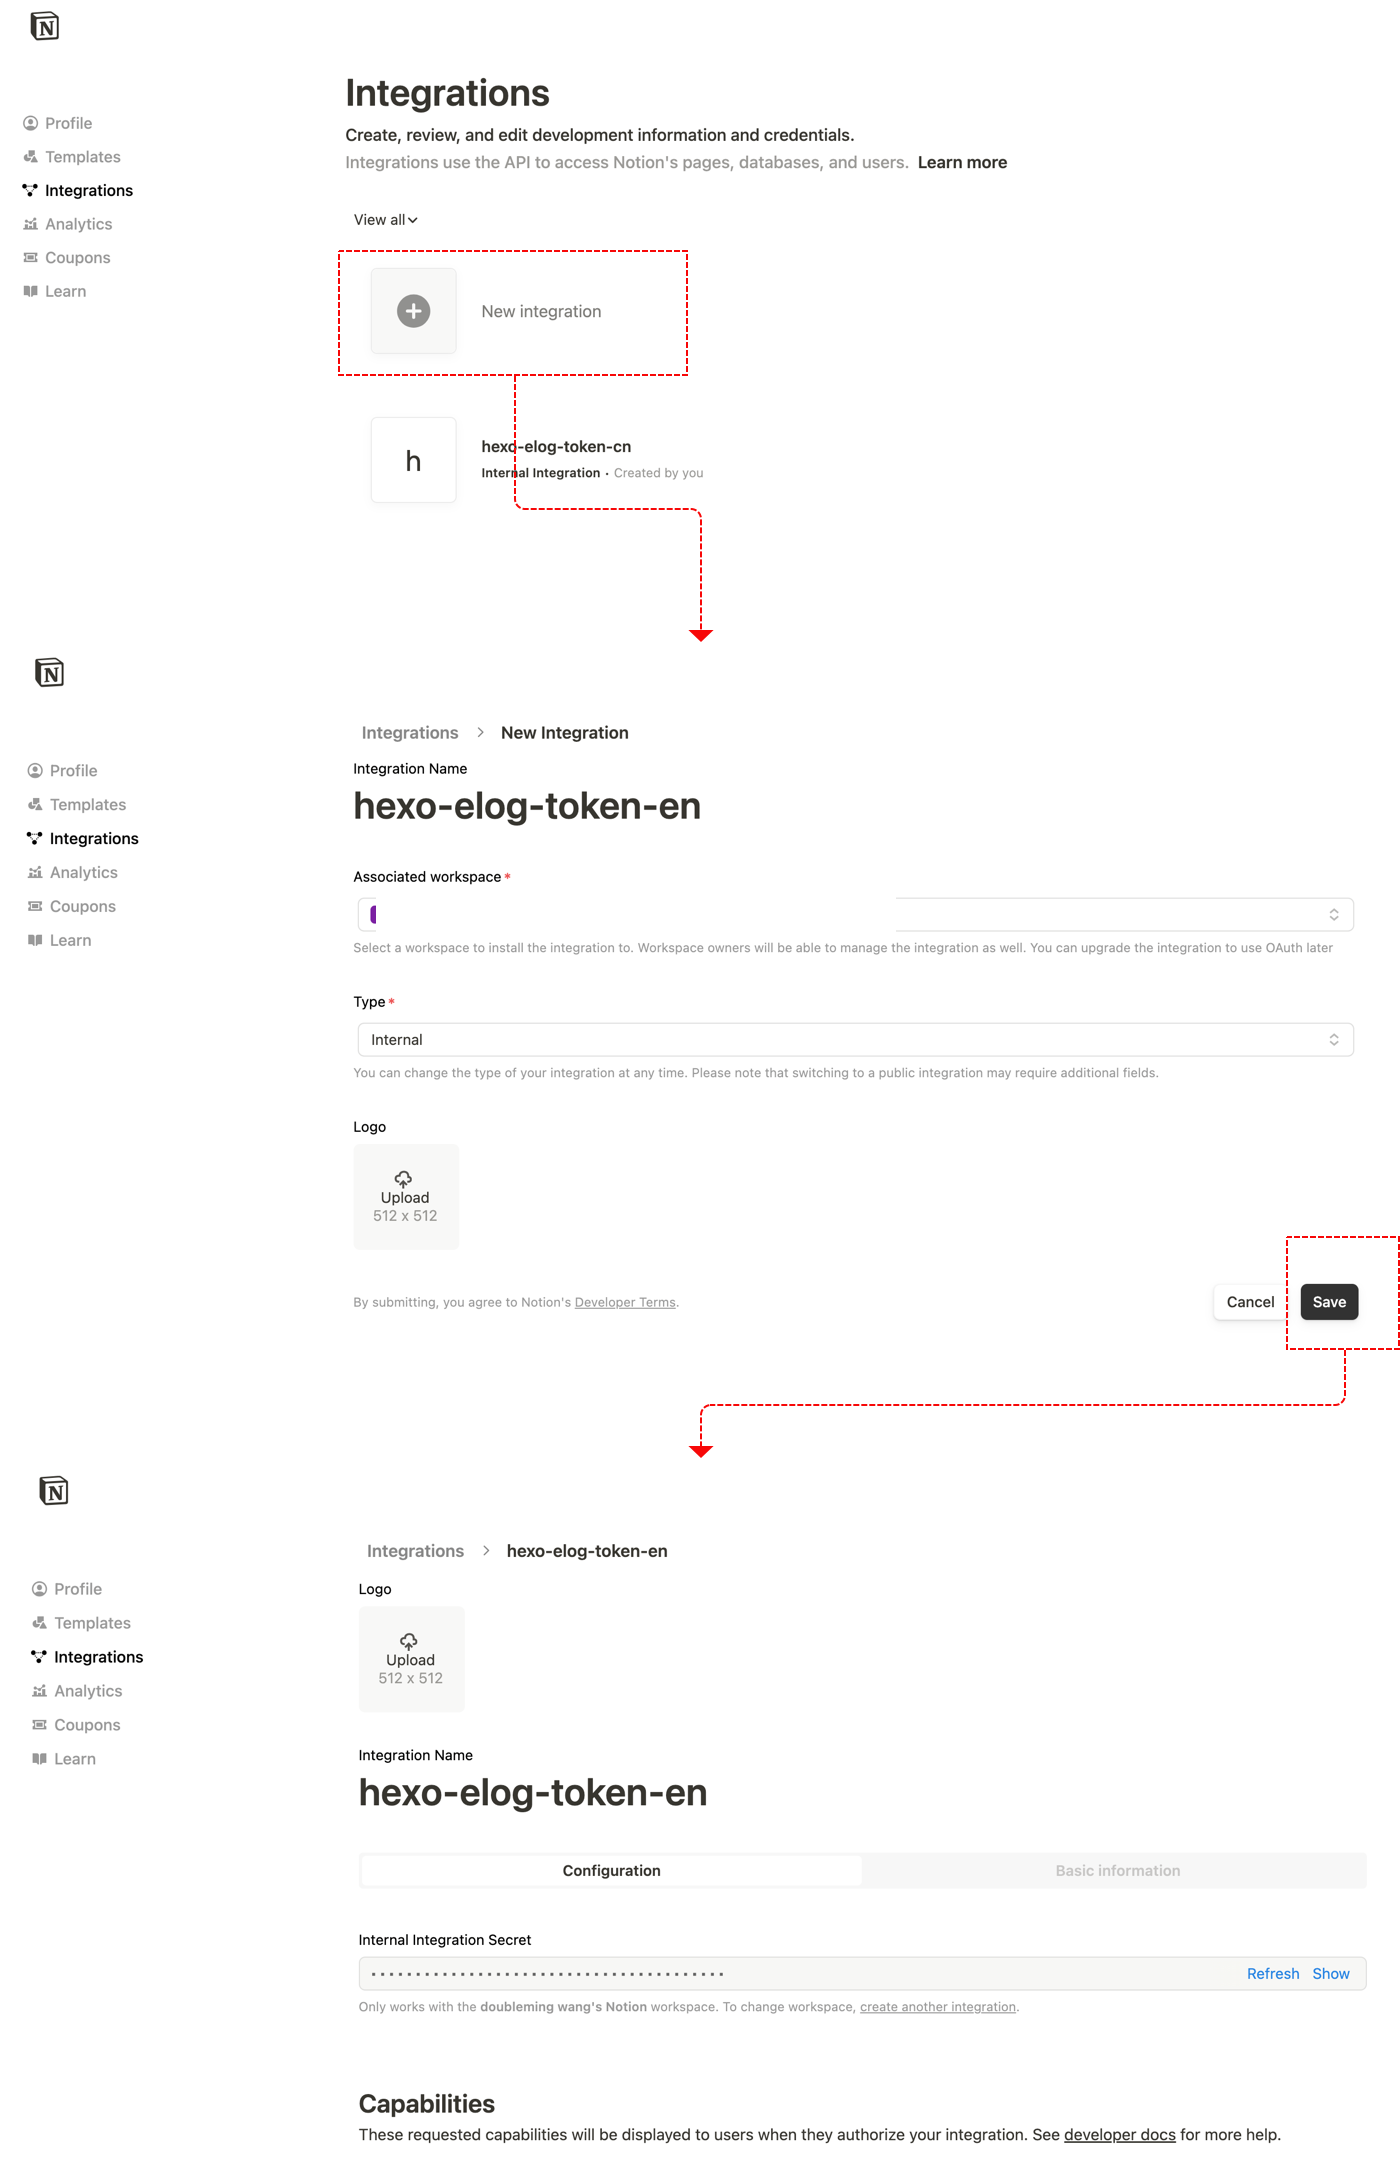 N
Profile
Templates
Integrations
Analytics
Coupons
Learn
Integrations
Create, review, and edit development information and credentials.
Integrations use the API to access Notion's pages, databases, and users. Learn more
View all
New integration
h
hexo-elog-token-cn
Internal Integration • Created by you
N
Profile
Templates
Integrations
Analytics
Coupons
Learn
Integrations > New Integration
Integration Name
hexo-elog-token-en
Associated workspace *
Select a workspace to install the integration to. Workspace owners will be able to manage the integration as well. You can upgrade the integration to use OAuth later
Type *
Internal
You can change the type of your integration at any time. Please note that switching to a public integration may require additional fields.
Logo
Upload
512 x 512
By submitting, you agree to Notion's Developer Terms.
Cancel
Save
N
Profile
Templates
Integrations
Analytics
Coupons
Learn
Integrations > hexo-elog-token-en
Logo
Upload
512 x 512
Integration Name
hexo-elog-token-en
Configuration
Basic information
Internal Integration Secret
Refresh Show
Only works with the doubleming wang's Notion workspace. To change workspace, create another integration.
Capabilities
These requested capabilities will be displayed to users when they authorize your integration. See developer docs for more help.